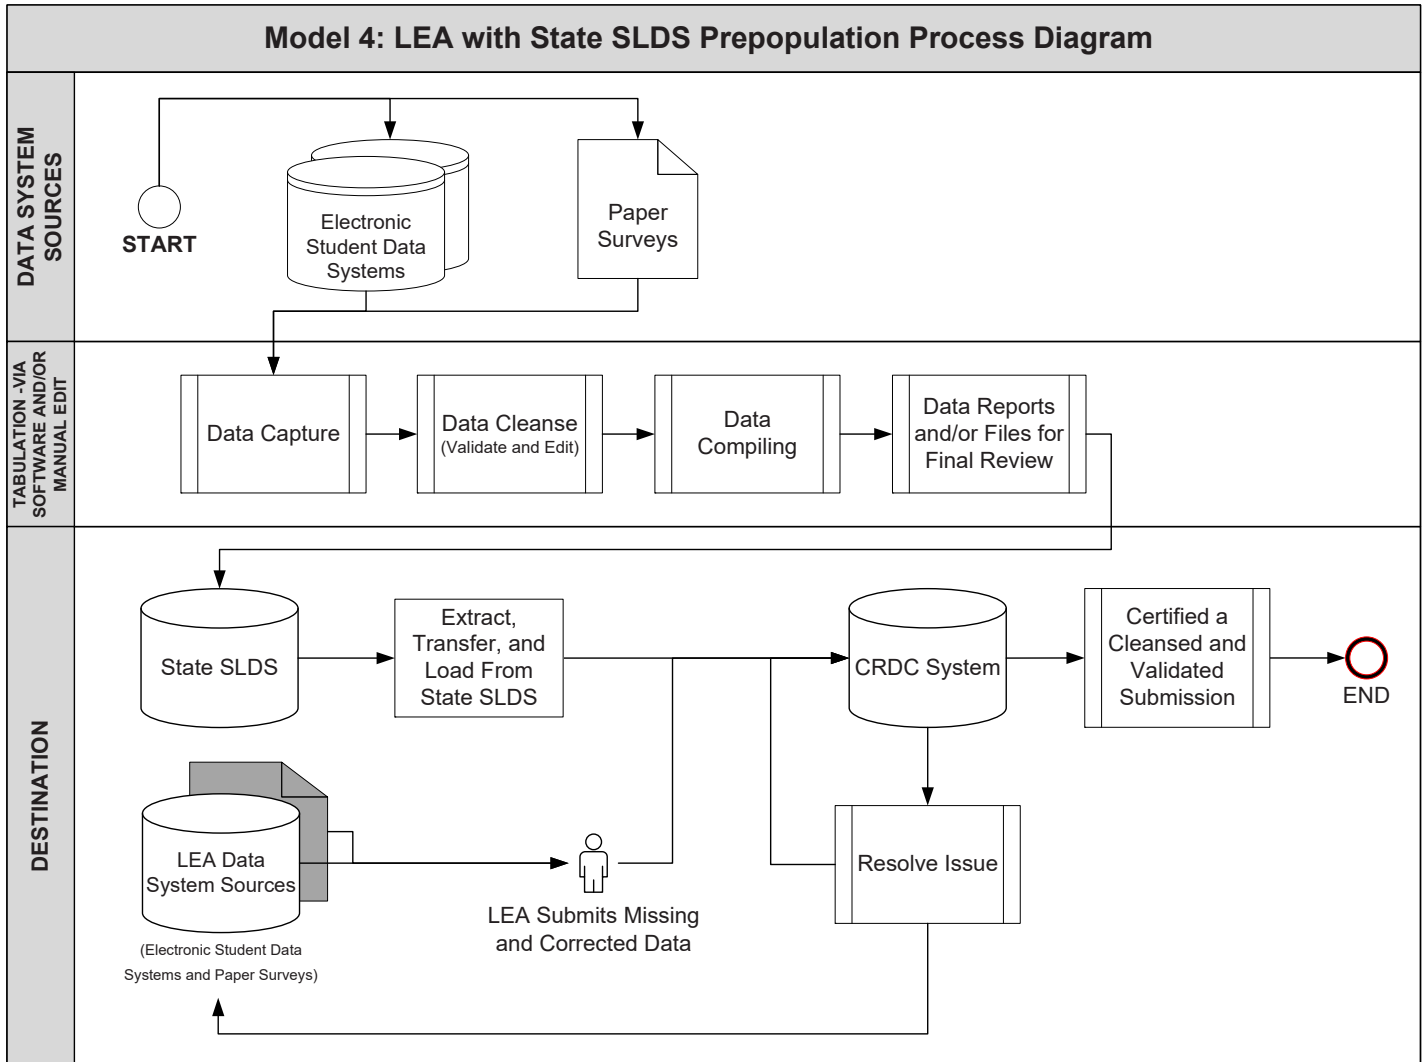 Model 4: LEA with State SLDS Prepopulation Process Diagram
DATA SYSTEM
SOURCES
START
Electronic
Student Data
Systems
Paper
Surveys
TABULATION -VIA
SOFTWARE AND/OR
MANUAL EDIT
Data Capture
Data Cleanse
(Validate and Edit)
Data
Compiling
Data Reports
and/or Files for
Final Review
DESTINATION
State SLDS
Extract,
Transfer, and
Load From
State SLDS
CRDC System
Certified a
Cleansed and
Validated
Submission
END
LEA Data
System Sources
(Electronic Student Data
Systems and Paper Surveys)
LEA Submits Missing
and Corrected Data
Resolve Issue